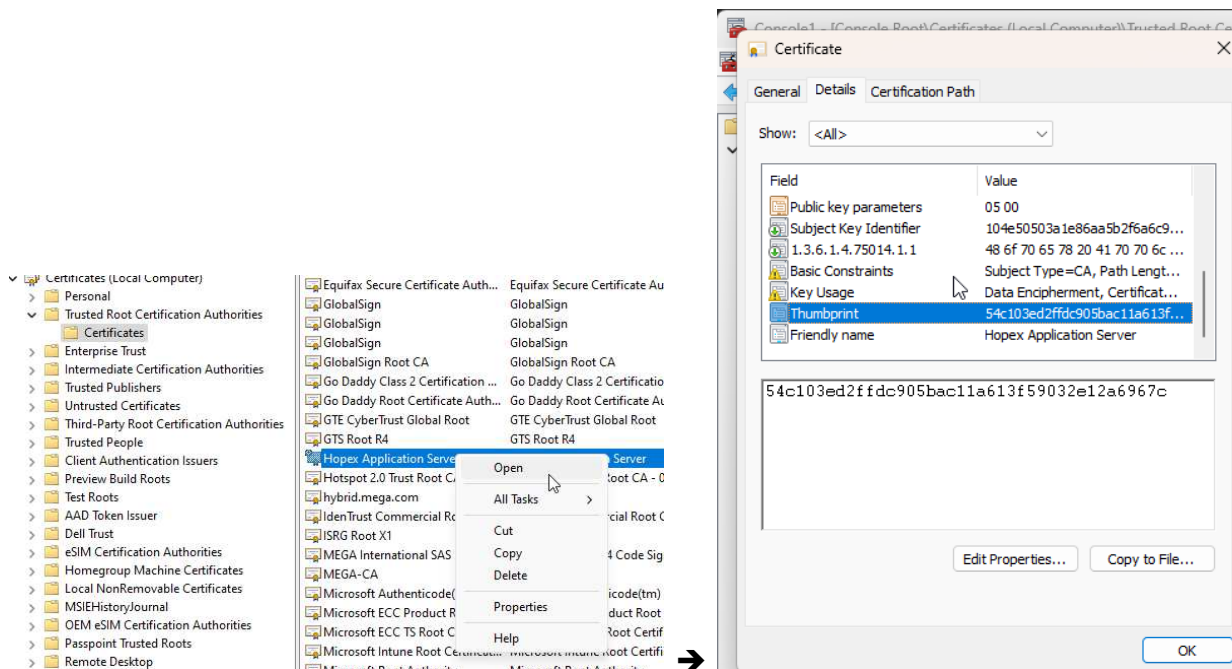 Certificates (Local Computer)
Personal
Trusted Root Certification Authorities
Certificates
Enterprise Trust
Intermediate Certification Authorities
Trusted Publishers
Untrusted Certificates
Third-Party Root Certification Authorities
Trusted People
Client Authentication Issuers
Preview Build Roots
Test Roots
AAD Token Issuer
Dell Trust
eSIM Certification Authorities
Homegroup Machine Certificates
Local NonRemovable Certificates
MSIEHistoryJournal
OEM eSIM Certification Authorities
Passpoint Trusted Roots
Remote Desktop
Equifax Secure Certificate Auth... Equifax Secure Certificate Au
GlobalSign GlobalSign
GlobalSign GlobalSign
GlobalSign GlobalSign
GlobalSign Root CA GlobalSign Root CA
Go Daddy Class 2 Certification ... Go Daddy Class 2 Certificatio
Go Daddy Root Certificate Auth... Go Daddy Root Certificate Au
GTE CyberTrust Global Root GTE CyberTrust Global Root
GTS Root R4 GTS Root R4
Hopex Application Serve Server
Hotspot 2.0 Trust Root C Root CA - 0
hybrid.mega.com
IdenTrust Commercial Ro cial Root C
ISRG Root X1
MEGA International SAS 4 Code Sig
MEGA-CA
Microsoft Authenticode( icode(tm)
Microsoft ECC Product R duct Root
Microsoft ECC TS Root C Root Certif
Microsoft Intune Root Certificat... Microsoft Intune Root Certifi
Microsoft Root Authority Microsoft Root Authority
Open
All Tasks
Cut
Copy
Delete
Properties
Help
➔
Console1 - [Console Root\Certificates (Local Computer)\Trusted Root Ce
Certificate
General Details Certification Path
Show: <All>
Field Value
Public key parameters 05 00
Subject Key Identifier 104e50503a1e86aa5b2f6a6c9...
1.3.6.1.4.75014.1.1 48 6f 70 65 78 20 41 70 70 6c ...
Basic Constraints Subject Type=CA, Path Lengt...
Key Usage Data Encipherment, Certificat...
Thumbprint 54c103ed2ffdc905bac11a613f...
Friendly name Hopex Application Server
54c103ed2ffdc905bac11a613f59032e12a6967c
Edit Properties... Copy to File...
OK